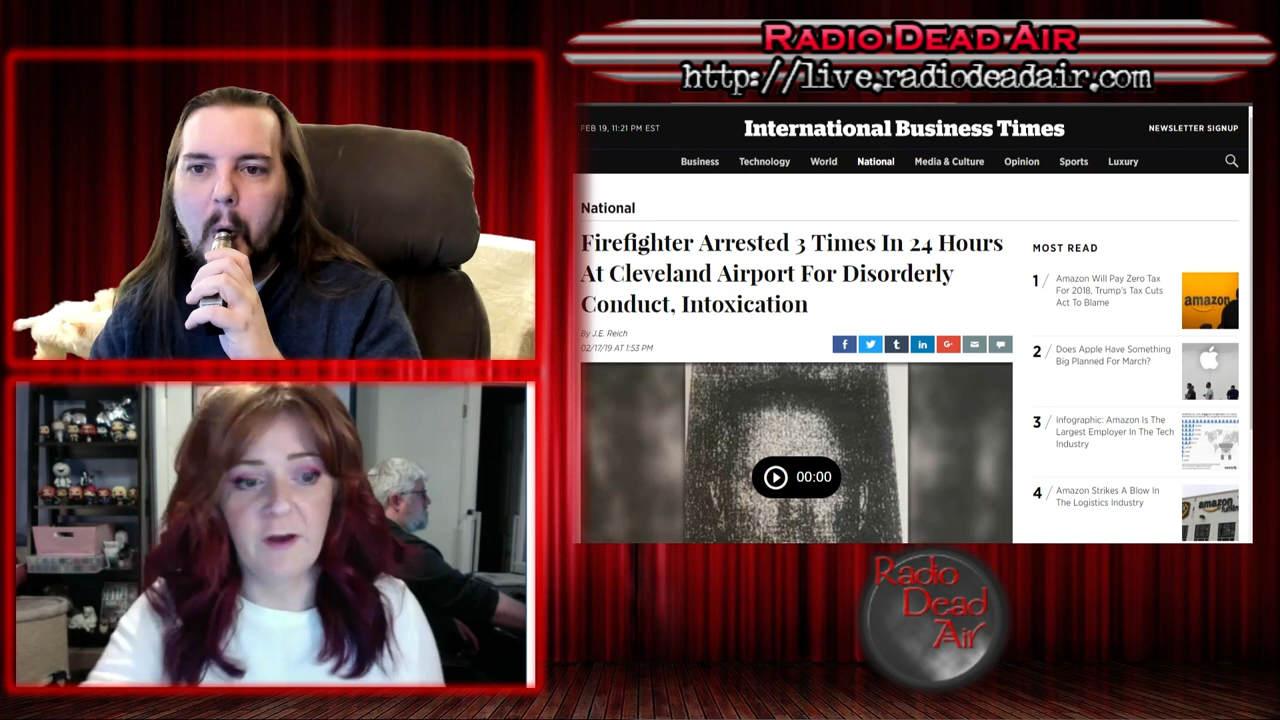 RADIO DEAD AIR
http://live.radiodeadair.com
FEB 19, 11:21 PM EST
International Business Times
NEWSLETTER SIGNUP
Business Technology World National Media & Culture Opinion Sports Luxury
National
Firefighter Arrested 3 Times In 24 Hours
At Cleveland Airport For Disorderly
Conduct, Intoxication
By J.E. Reich
02/17/19 AT 1:53 PM
f t in G+
00:00
MOST READ
1 / Amazon Will Pay Zero Tax
For 2018, Trump's Tax Cuts
Act To Blame
amazon
2 / Does Apple Have Something
Big Planned For March?
3 / Infographic: Amazon Is The
Largest Employer In The Tech
Industry
4 / Amazon Strikes A Blow In
The Logistics Industry
amazon
Radio
Dead
Air